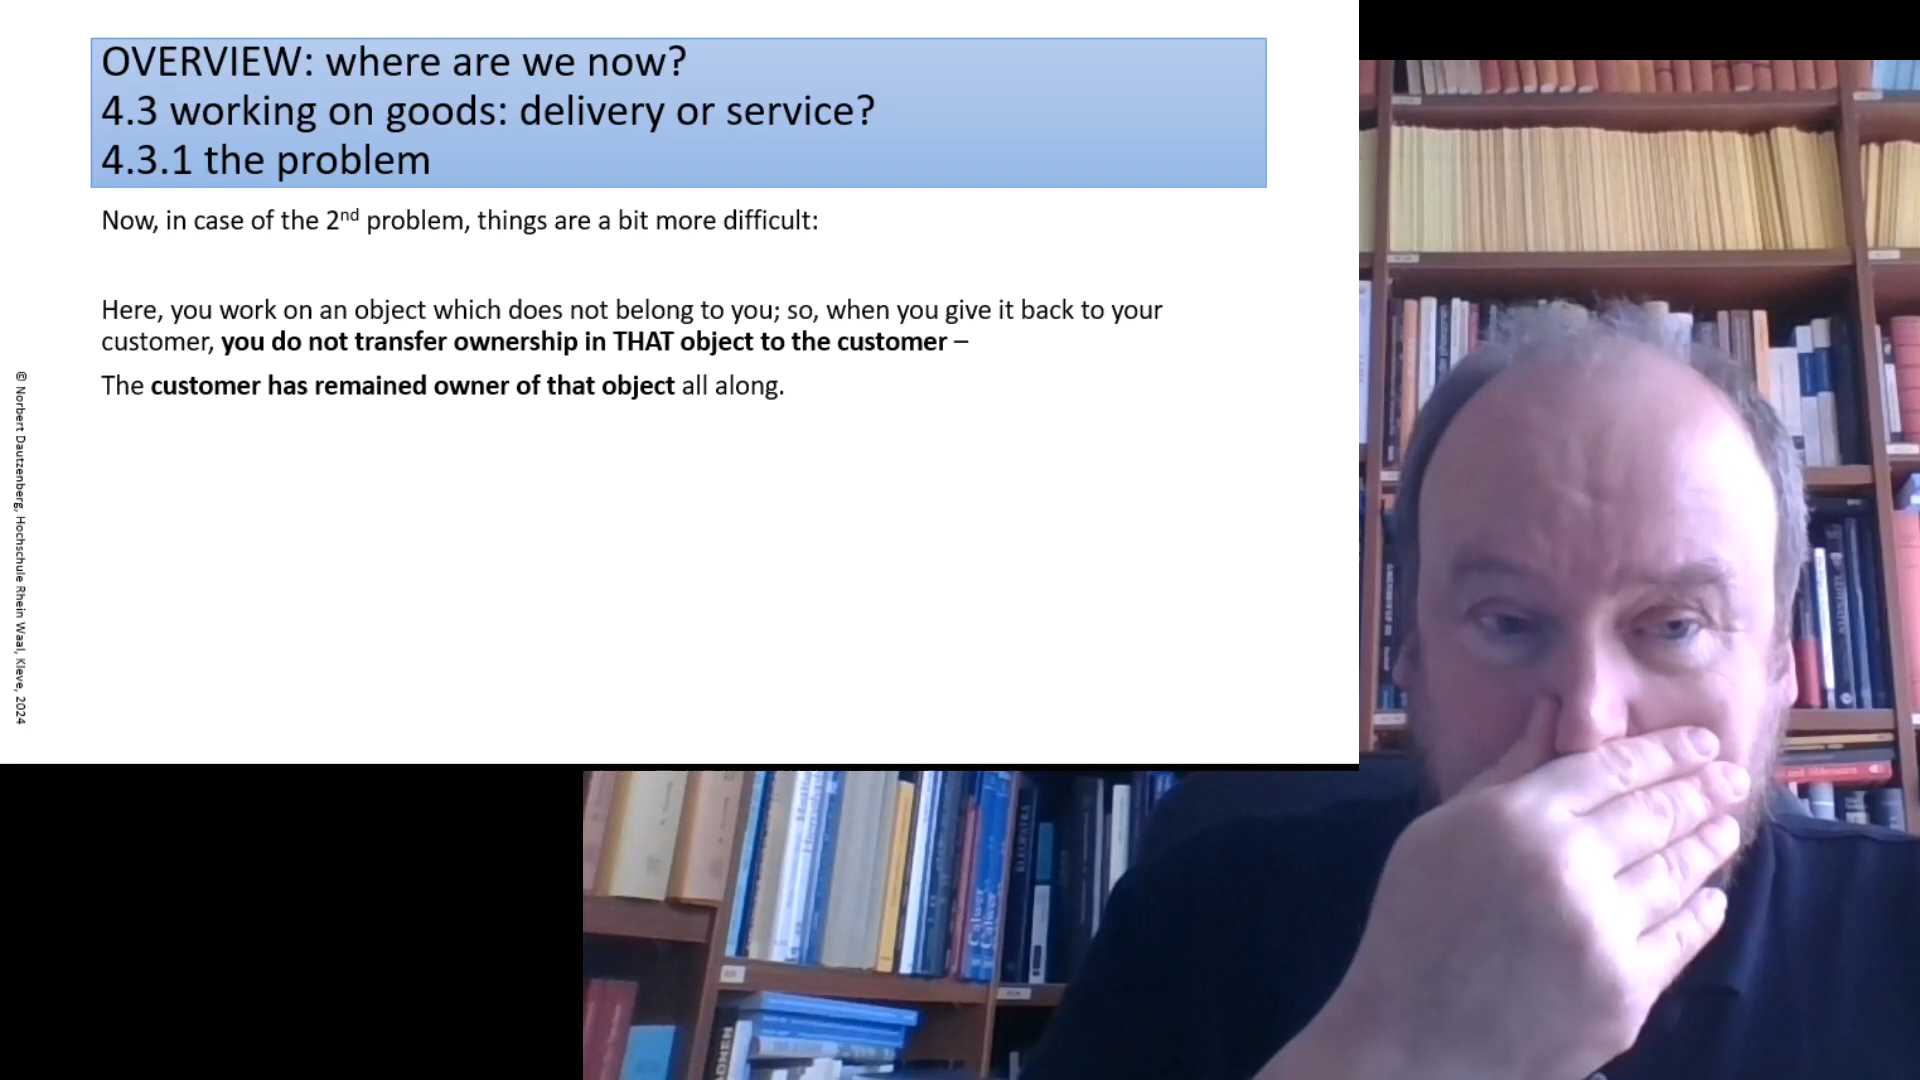 OVERVIEW: where are we now?
4.3 working on goods: delivery or service?
4.3.1 the problem
Now, in case of the 2nd problem, things are a bit more difficult:
Here, you work on an object which does not belong to you; so, when you give it back to your
customer, you do not transfer ownership in THAT object to the customer –
The customer has remained owner of that object all along.
© Norbert Dautzenberg, Hochschule Rhein Waal, Kleve, 2024
KLEOPATRA
Calwer
Calwer